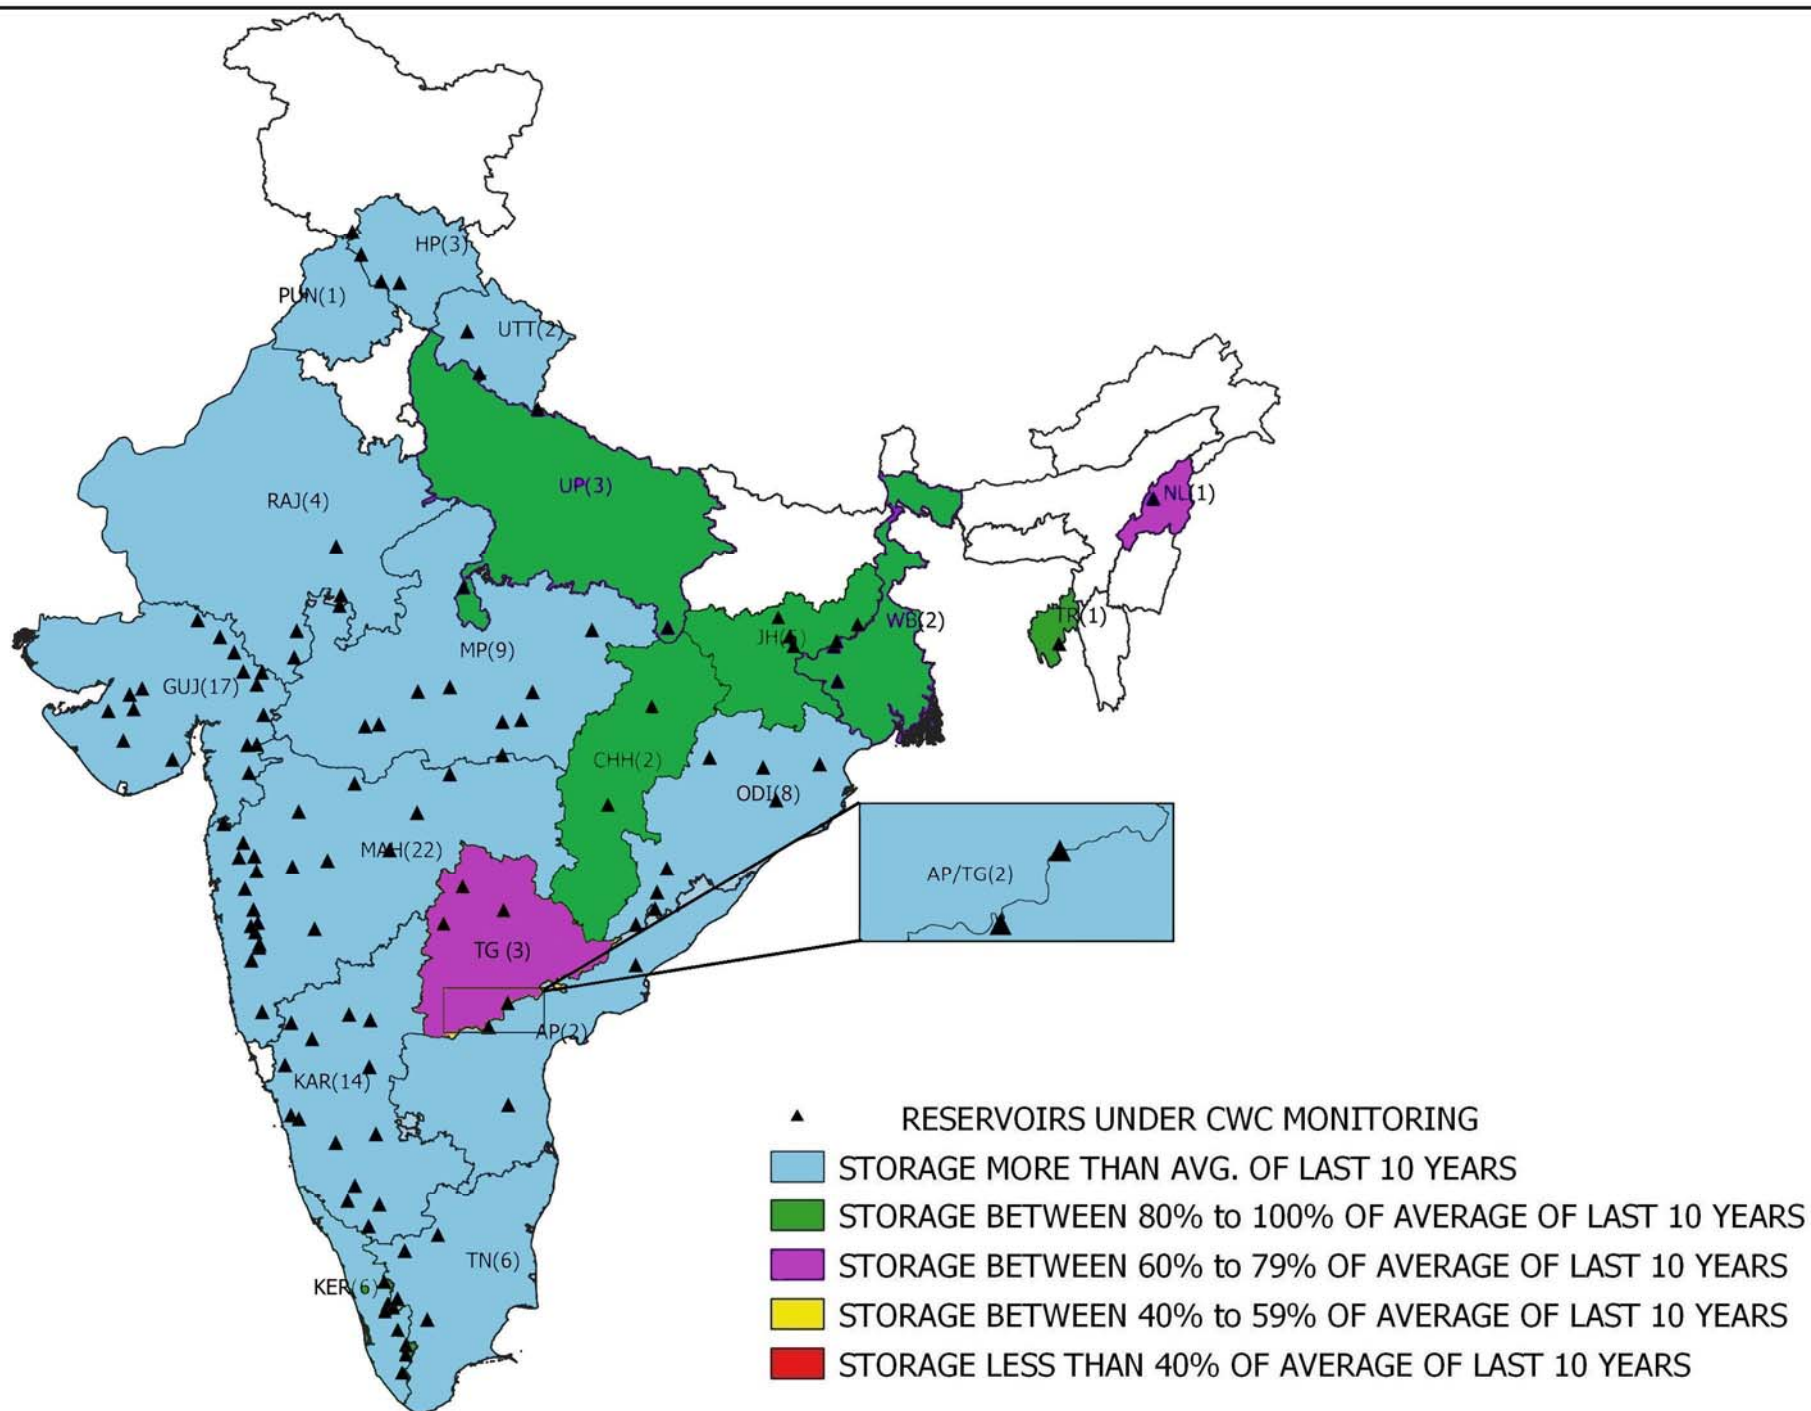 HP(3)
PUN(1)
UTT(2)
UP(3)
NL(1)
RAJ(4)
TR(1)
WB(2)
JH(5)
MP(9)
GUJ(17)
CHH(2)
ODI(8)
MAH(22)
AP/TG(2)
TG (3)
AP(2)
KAR(14)
TN(6)
KER(6)
RESERVOIRS UNDER CWC MONITORING
STORAGE MORE THAN AVG. OF LAST 10 YEARS
STORAGE BETWEEN 80% to 100% OF AVERAGE OF LAST 10 YEARS
STORAGE BETWEEN 60% to 79% OF AVERAGE OF LAST 10 YEARS
STORAGE BETWEEN 40% to 59% OF AVERAGE OF LAST 10 YEARS
STORAGE LESS THAN 40% OF AVERAGE OF LAST 10 YEARS